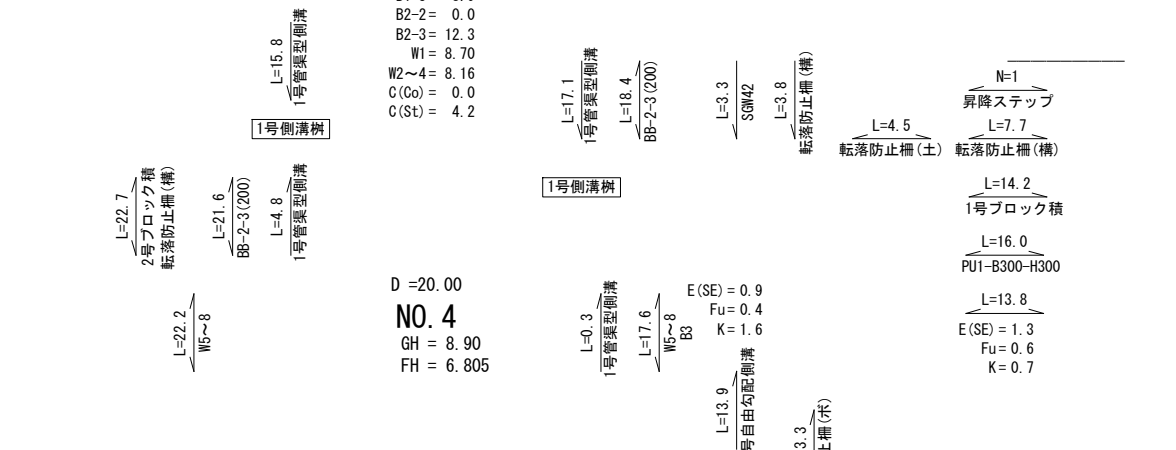 L=15.8
1号管渠型側溝
1号側溝桝
L=22.7
2号ブロック積
転落防止柵(構)
L=21.6
BB-2-3(200)
L=4.8
1号管渠型側溝
L=22.2
W5～8
B2-2= 0.0
B2-3= 12.3
W1= 8.70
W2～4= 8.16
C(Co)= 0.0
C(St)= 4.2
D =20.00
NO. 4
GH = 8.90
FH = 6.805
L=17.1
1号管渠型側溝
L=18.4
BB-2-3(200)
L=3.3
SGW42
L=3.8
転落防止柵(構)
1号側溝桝
L=0.3
1号管渠型側溝
L=17.6
W5～8
B3
E(SE)= 0.9
Fu= 0.4
K= 1.6
L=13.9
号自由勾配側溝
3.3
上柵(ボ)
L=4.5
転落防止柵(土)
N=1
昇降ステップ
L=7.7
転落防止柵(構)
L=14.2
1号ブロック積
L=16.0
PU1-B300-H300
L=13.8
E(SE)= 1.3
Fu= 0.6
K= 0.7